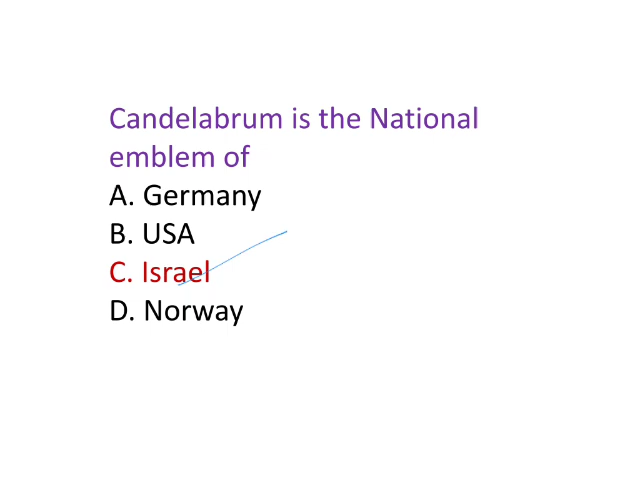 Candelabrum is the National
emblem of
A. Germany
B. USA
C. Israel
D. Norway